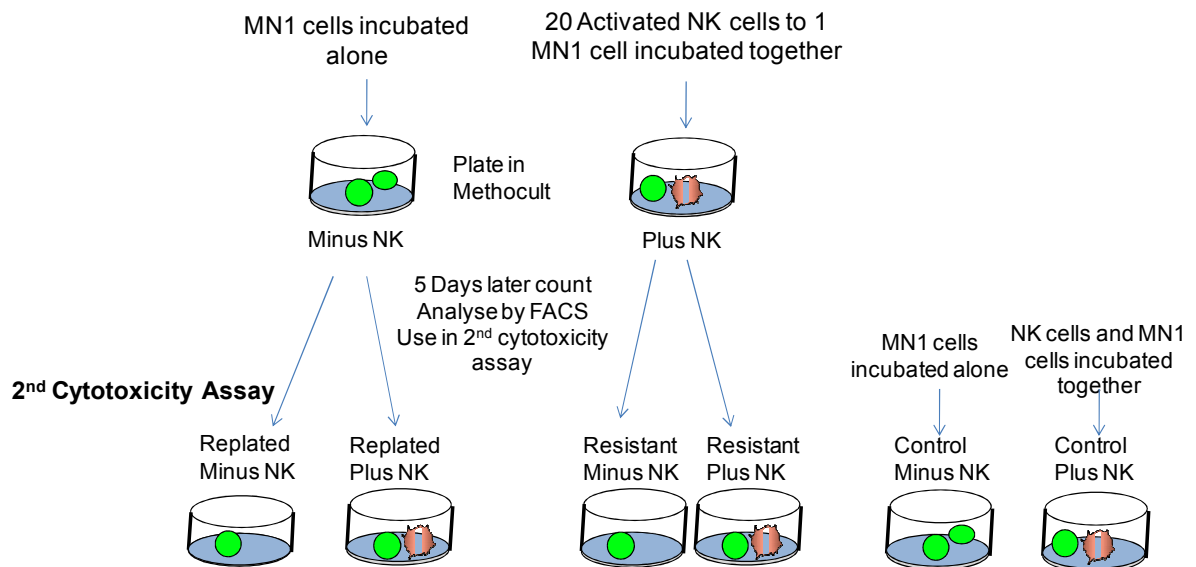 MN1 cells incubated
alone
20 Activated NK cells to 1
MN1 cell incubated together
Plate in
Methocult
Minus NK
Plus NK
5 Days later count
Analyse by FACS
Use in 2nd cytotoxicity
assay
MN1 cells
incubated alone
NK cells and MN1
cells incubated
together
2nd Cytotoxicity Assay
Replated
Minus NK
Replated
Plus NK
Resistant
Minus NK
Resistant
Plus NK
Control
Minus NK
Control
Plus NK